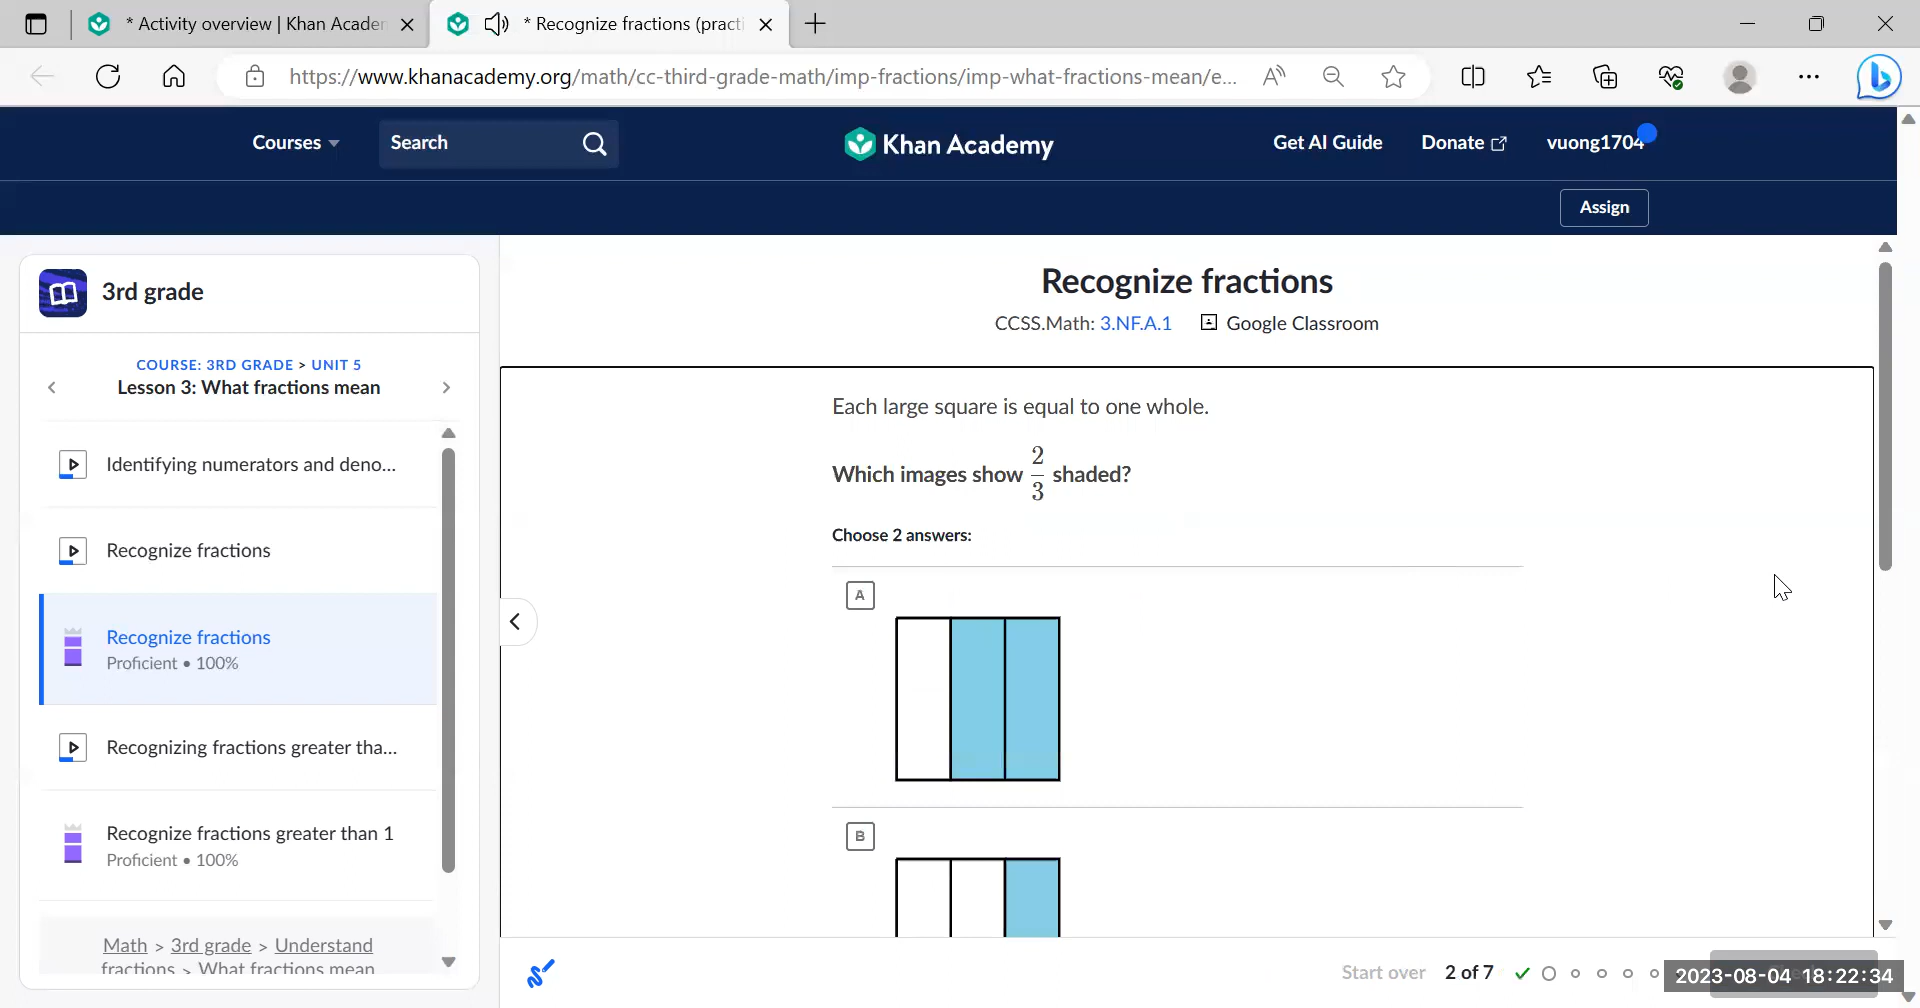 * Activity overview | Khan Acade
* Recognize fractions (practi
https://www.khanacademy.org/math/cc-third-grade-math/imp-fractions/imp-what-fractions-mean/e...
Courses
Search
Khan Academy
Get AI Guide
Donate
vuong1704
Assign
3rd grade
COURSE: 3RD GRADE > UNIT 5
Lesson 3: What fractions mean
Identifying numerators and deno...
Recognize fractions
Recognize fractions
Proficient • 100%
Recognizing fractions greater tha...
Recognize fractions greater than 1
Proficient • 100%
Math > 3rd grade > Understand
fractions > What fractions mean
Recognize fractions
CCSS.Math: 3.NF.A.1 Google Classroom
Each large square is equal to one whole.
Which images show 2/3 shaded?
Choose 2 answers:
A
B
Start over 2 of 7
2023-08-04 18:22:34